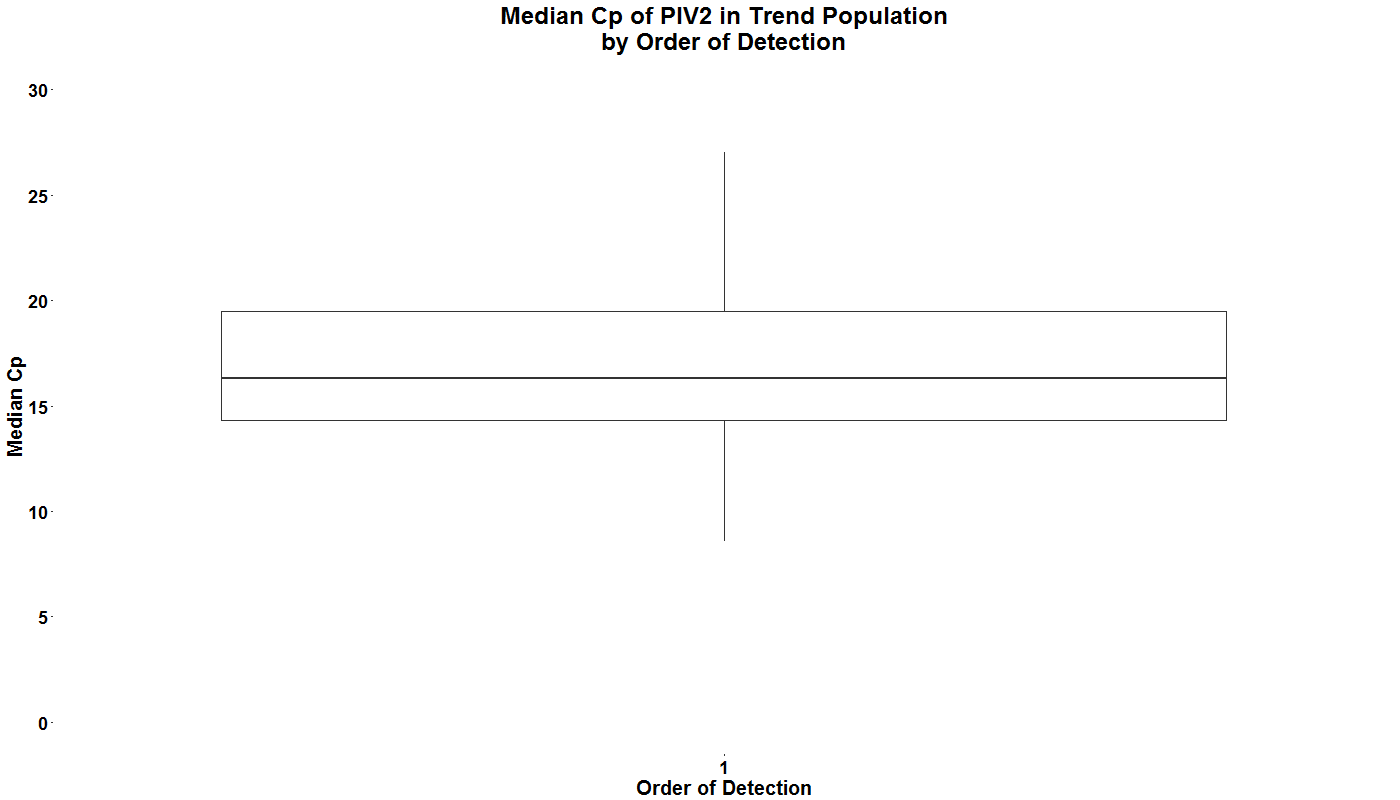 Median Cp of PIV2 in Trend Population
by Order of Detection
30
25
20
15
10
5
0
Median Cp
1
Order of Detection